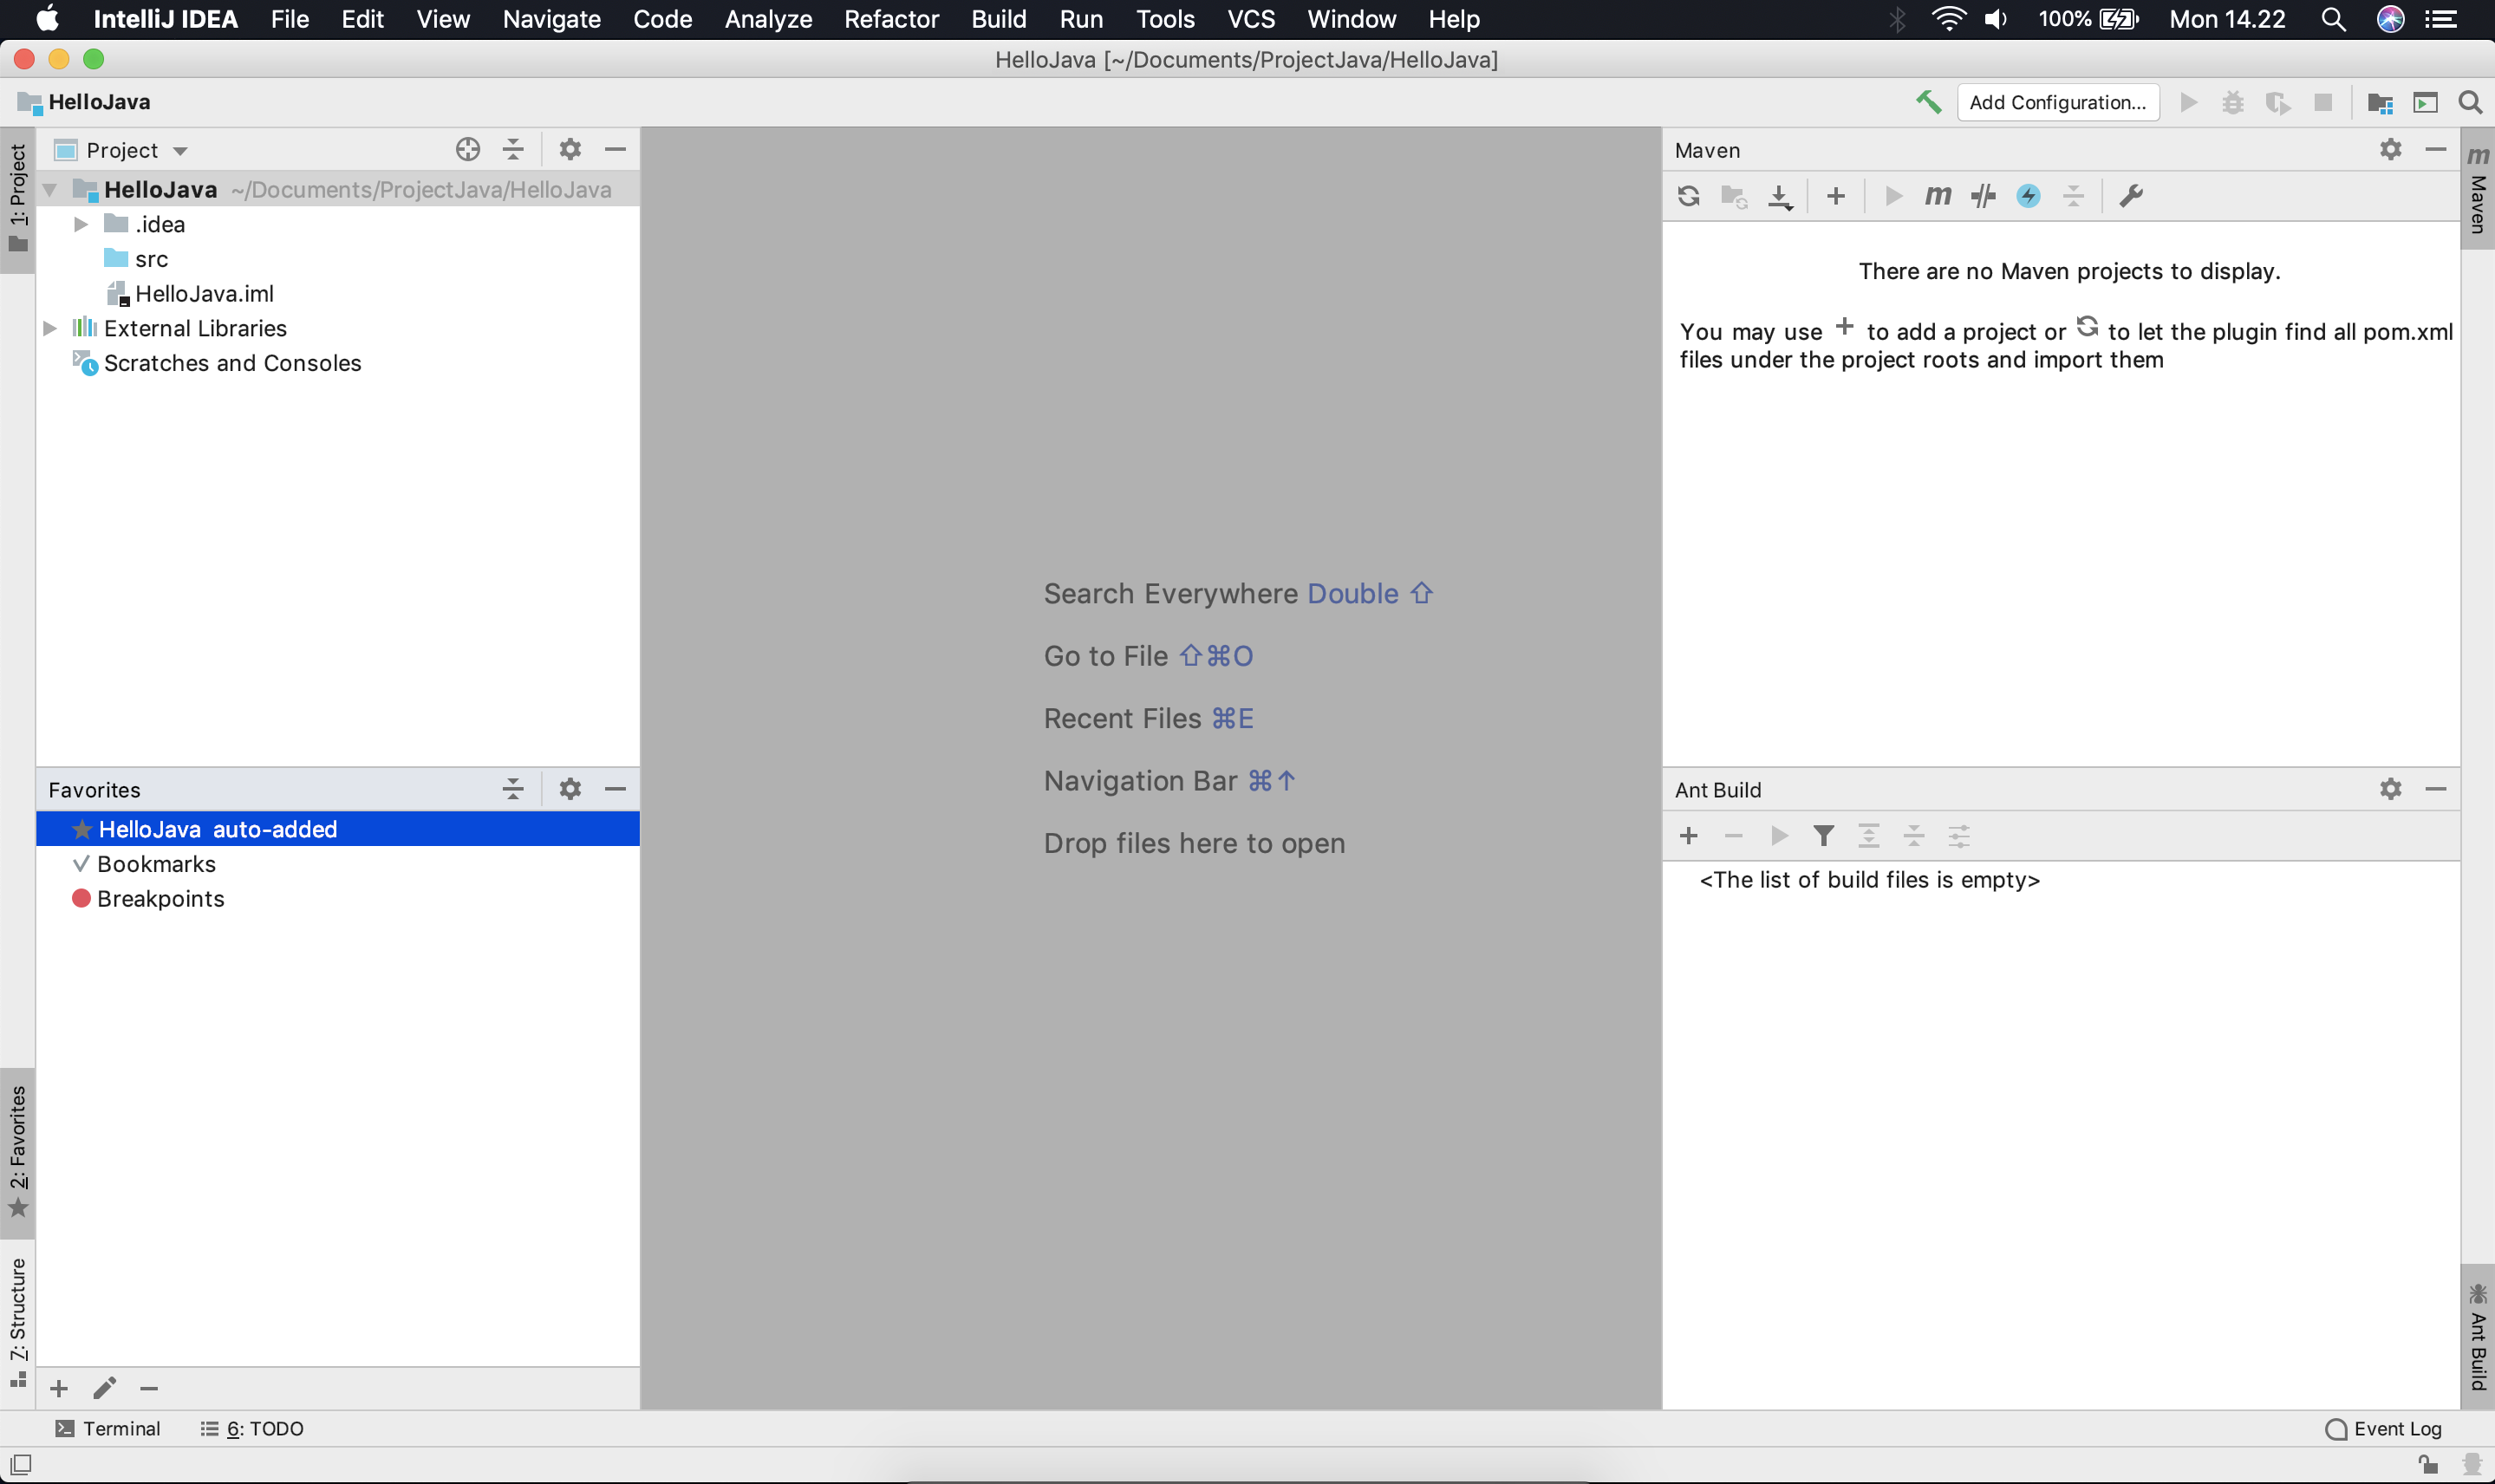 IntelliJ IDEA File Edit View Navigate Code Analyze Refactor Build Run Tools VCS Window Help 100% Mon 14.22
HelloJava [~/Documents/ProjectJava/HelloJava]
HelloJava
Add Configuration...
1: Project
Project
HelloJava ~/Documents/ProjectJava/HelloJava
.idea
src
HelloJava.iml
External Libraries
Scratches and Consoles
Search Everywhere Double ⇧
Go to File ⇧⌘O
Recent Files ⌘E
Navigation Bar ⌘↑
Drop files here to open
Maven
m
There are no Maven projects to display.
You may use + to add a project or to let the plugin find all pom.xml
files under the project roots and import them
m
Maven
Favorites
HelloJava auto-added
Bookmarks
Breakpoints
2: Favorites
7: Structure
Ant Build
<The list of build files is empty>
Ant Build
Terminal
6: TODO
Event Log